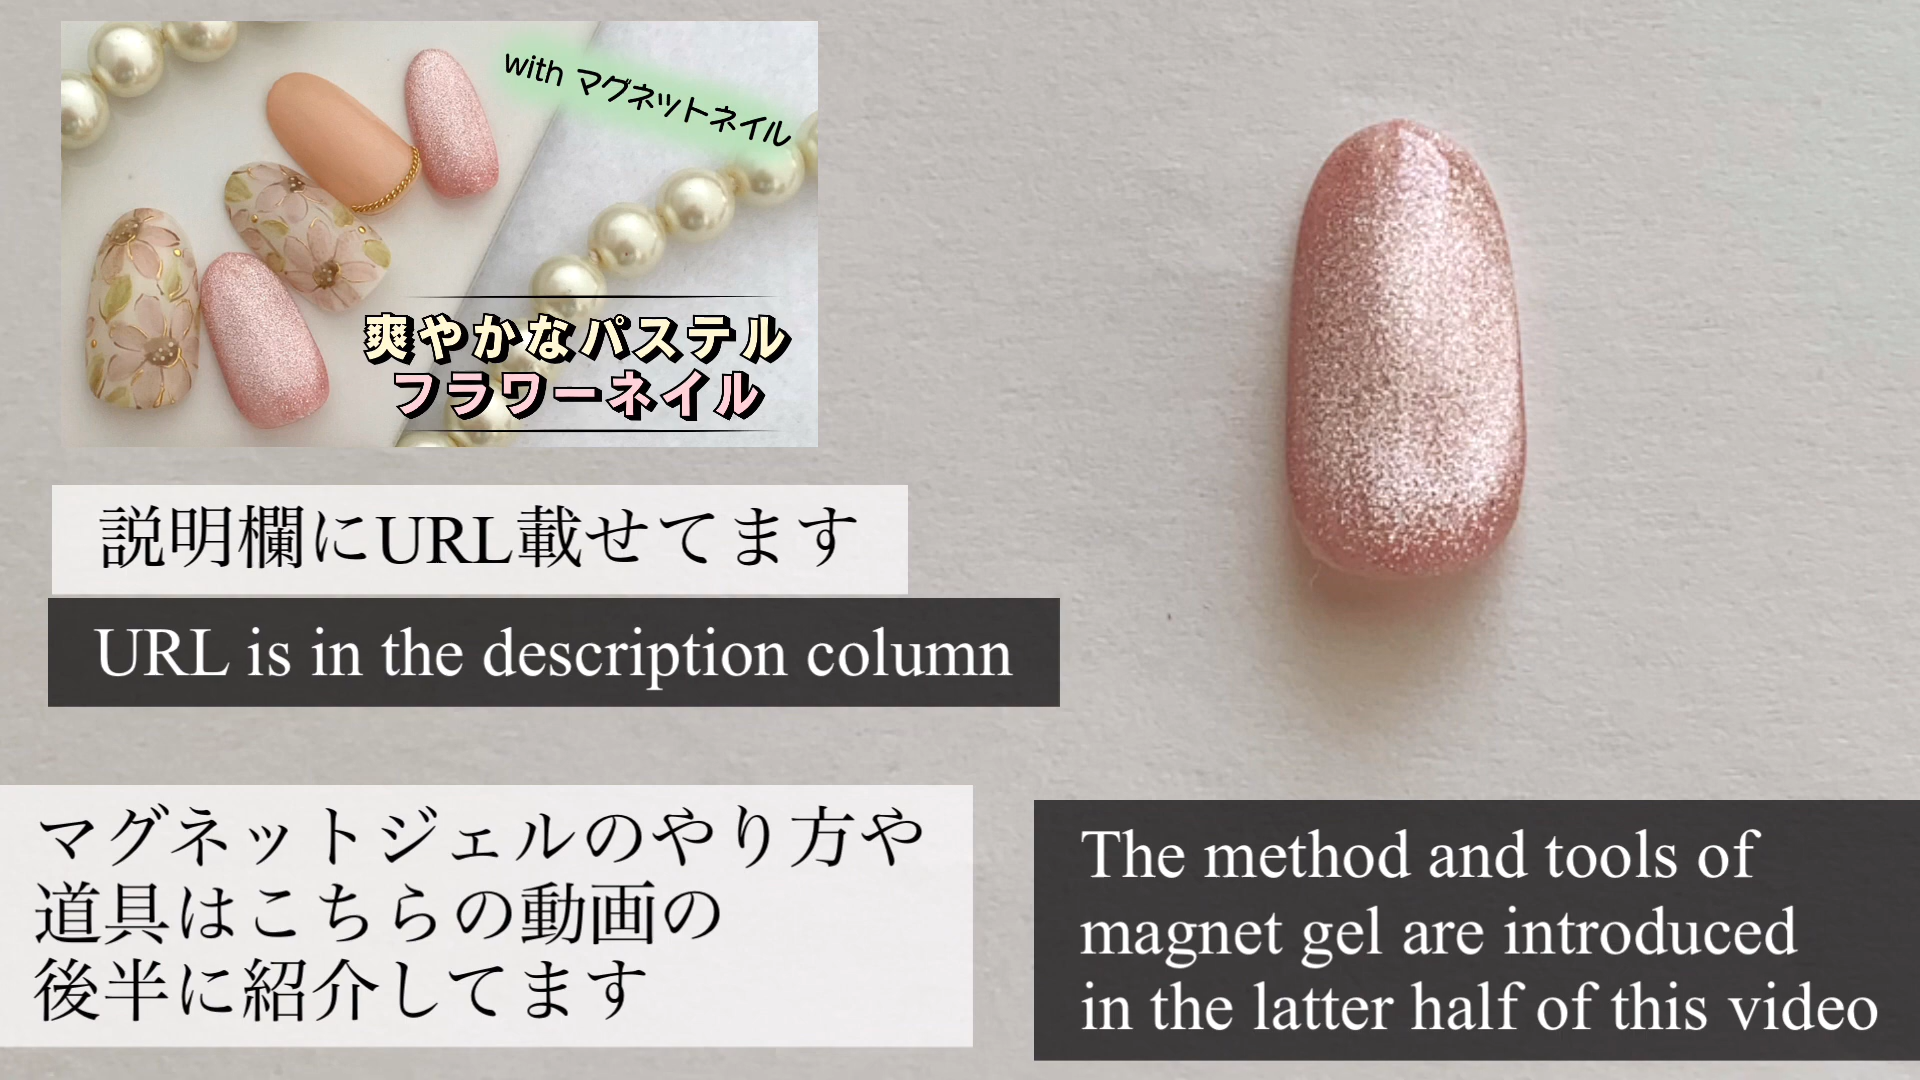 with マグネットネイル
爽やかなパステル
フラワーネイル
説明欄にURL載せてます
URL is in the description column
マグネットジェルのやり方や
道具はこちらの動画の
後半に紹介してます
The method and tools of
magnet gel are introduced
in the latter half of this video